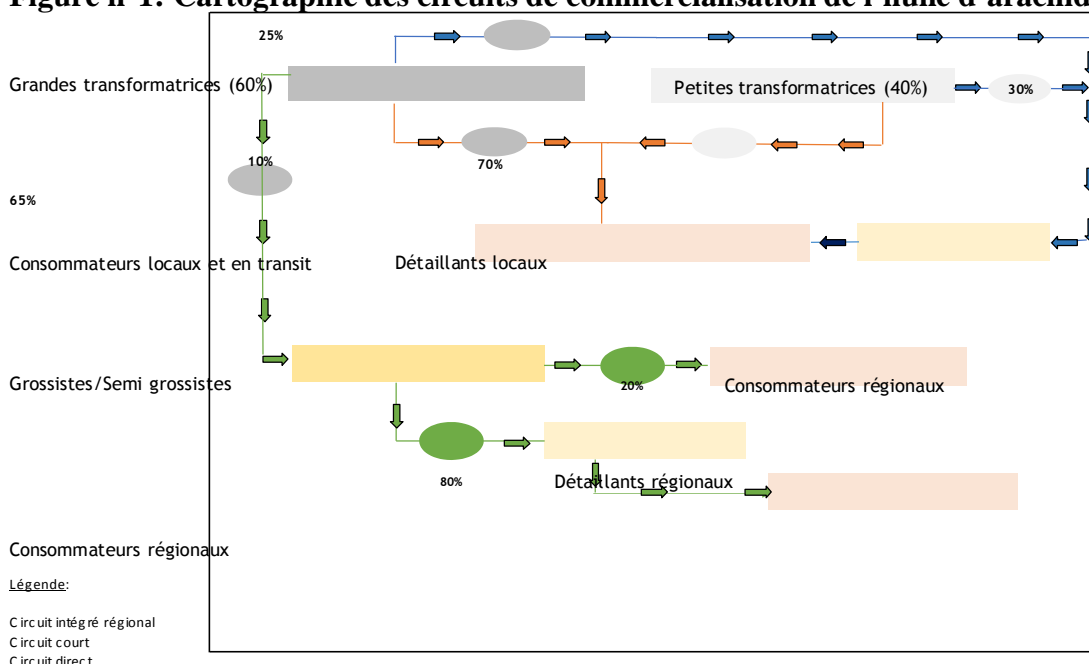 Figure n°1: Cartographie des circuits de commercialisation de l'huile d'arachid
25%
Grandes transformatrices (60%)
Petites transformatrices (40%)
30%
10%
70%
65%
Consommateurs locaux et en transit
Détaillants locaux
Grossistes/Semi grossistes
20%
Consommateurs régionaux
80%
Détaillants régionaux
Consommateurs régionaux
Légende:
Circuit intégré régional
Circuit court
Circuit direct